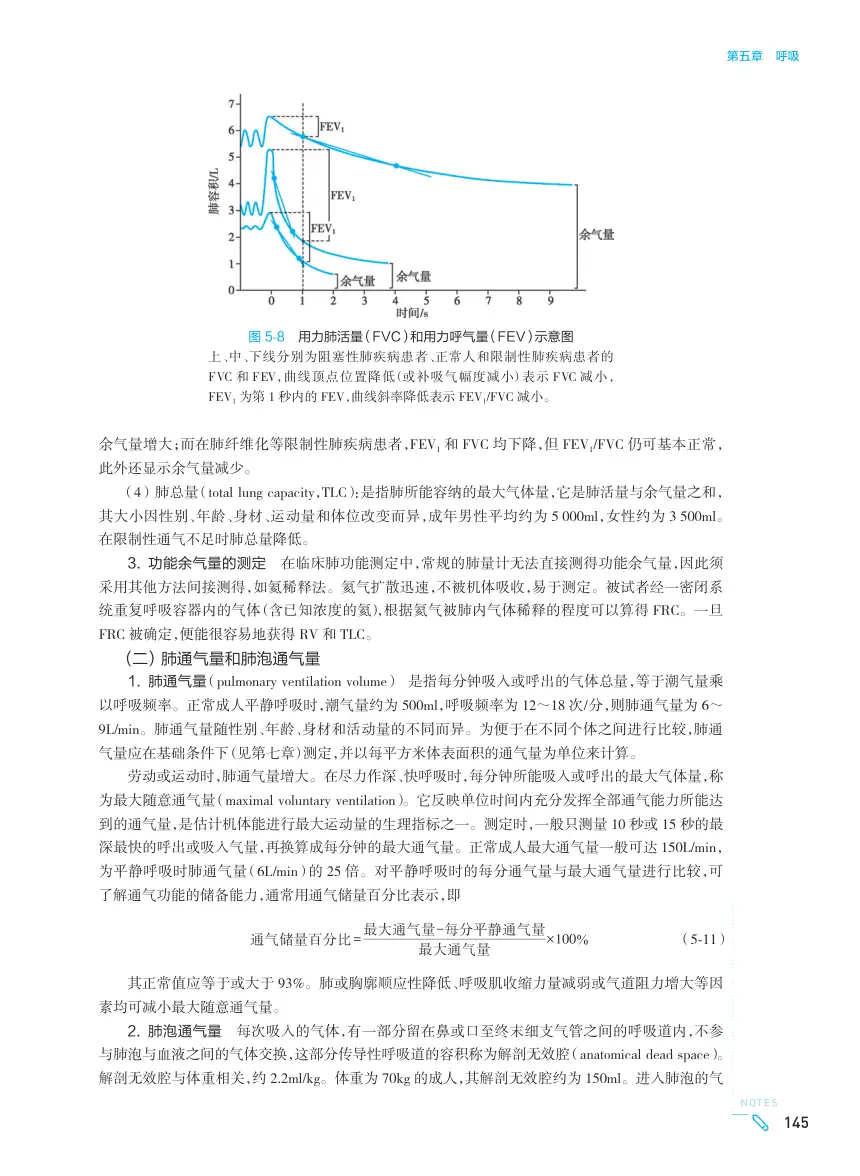 第五章 呼吸
7
6
5
4
3
2
1
0
肺容积/L
FEV₁
FEV₁
FEV₁
余气量
余气量
余气量
0 1 2 3 4 5 6 7 8 9
时间/s
图 5-8 用力肺活量(FVC)和用力呼气量(FEV)示意图
上、中、下线分别为阻塞性肺疾病患者、正常人和限制性肺疾病患者的
FVC 和 FEV,曲线顶点位置降低(或补吸气幅度减小)表示 FVC 减小,
FEV₁ 为第 1 秒内的 FEV,曲线斜率降低表示 FEV₁/FVC 减小。
余气量增大;而在肺纤维化等限制性肺疾病患者,FEV₁ 和 FVC 均下降,但 FEV₁/FVC 仍可基本正常,
此外还显示余气量减少。
(4)肺总量(total lung capacity,TLC):是指肺所能容纳的最大气体量,它是肺活量与余气量之和,
其大小因性别、年龄、身材、运动量和体位改变而异,成年男性平均约为 5 000ml,女性约为 3 500ml。
在限制性通气不足时肺总量降低。
3. 功能余气量的测定 在临床肺功能测定中,常规的肺量计无法直接测得功能余气量,因此须
采用其他方法间接测得,如氦稀释法。氦气扩散迅速,不被机体吸收,易于测定。被试者经一密闭系
统重复呼吸容器内的气体(含已知浓度的氦),根据氦气被肺内气体稀释的程度可以算得 FRC。一旦
FRC 被确定,便能很容易地获得 RV 和 TLC。
(二)肺通气量和肺泡通气量
1. 肺通气量(pulmonary ventilation volume) 是指每分钟吸入或呼出的气体总量,等于潮气量乘
以呼吸频率。正常成人平静呼吸时,潮气量约为 500ml,呼吸频率为 12～18 次/分,则肺通气量为 6～
9L/min。肺通气量随性别、年龄、身材和活动量的不同而异。为便于在不同个体之间进行比较,肺通
气量应在基础条件下(见第七章)测定,并以每平方米体表面积的通气量为单位来计算。
劳动或运动时,肺通气量增大。在尽力作深、快呼吸时,每分钟所能吸入或呼出的最大气体量,称
为最大随意通气量(maximal voluntary ventilation)。它反映单位时间内充分发挥全部通气能力所能达
到的通气量,是估计机体能进行最大运动量的生理指标之一。测定时,一般只测量 10 秒或 15 秒的最
深最快的呼出或吸入气量,再换算成每分钟的最大通气量。正常成人最大通气量一般可达 150L/min,
为平静呼吸时肺通气量(6L/min)的 25 倍。对平静呼吸时的每分通气量与最大通气量进行比较,可
了解通气功能的储备能力,通常用通气储量百分比表示,即
最大通气量-每分平静通气量
通气储量百分比= ×100% (5-11)
最大通气量
其正常值应等于或大于 93%。肺或胸廓顺应性降低、呼吸肌收缩力量减弱或气道阻力增大等因
素均可减小最大随意通气量。
2. 肺泡通气量 每次吸入的气体,有一部分留在鼻或口至终末细支气管之间的呼吸道内,不参
与肺泡与血液之间的气体交换,这部分传导性呼吸道的容积称为解剖无效腔(anatomical dead space)。
解剖无效腔与体重相关,约 2.2ml/kg。体重为 70kg 的成人,其解剖无效腔约为 150ml。进入肺泡的气
NOTES
145